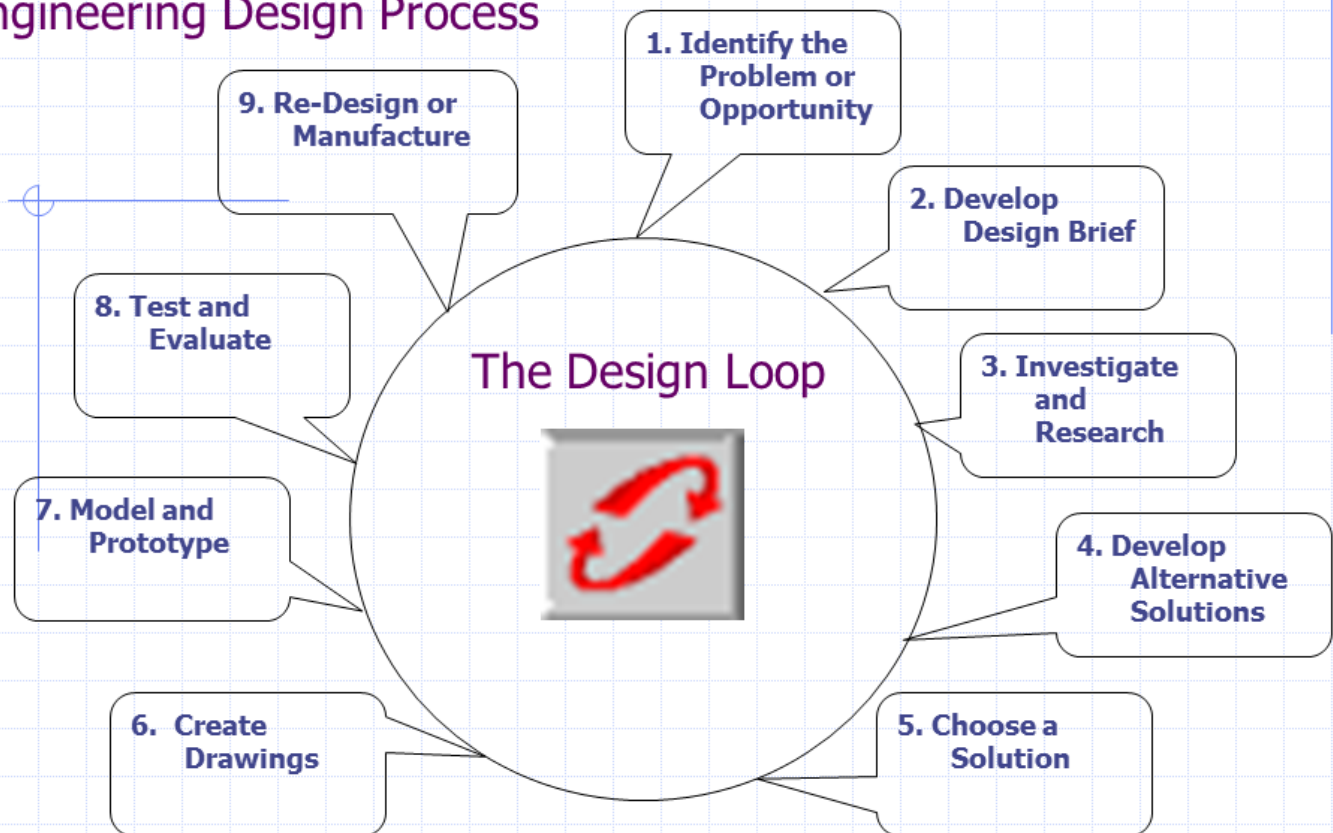 ngineering Design Process
1. Identify the
Problem or
Opportunity
2. Develop
Design Brief
3. Investigate
and
Research
4. Develop
Alternative
Solutions
5. Choose a
Solution
6. Create
Drawings
7. Model and
Prototype
8. Test and
Evaluate
9. Re-Design or
Manufacture
The Design Loop